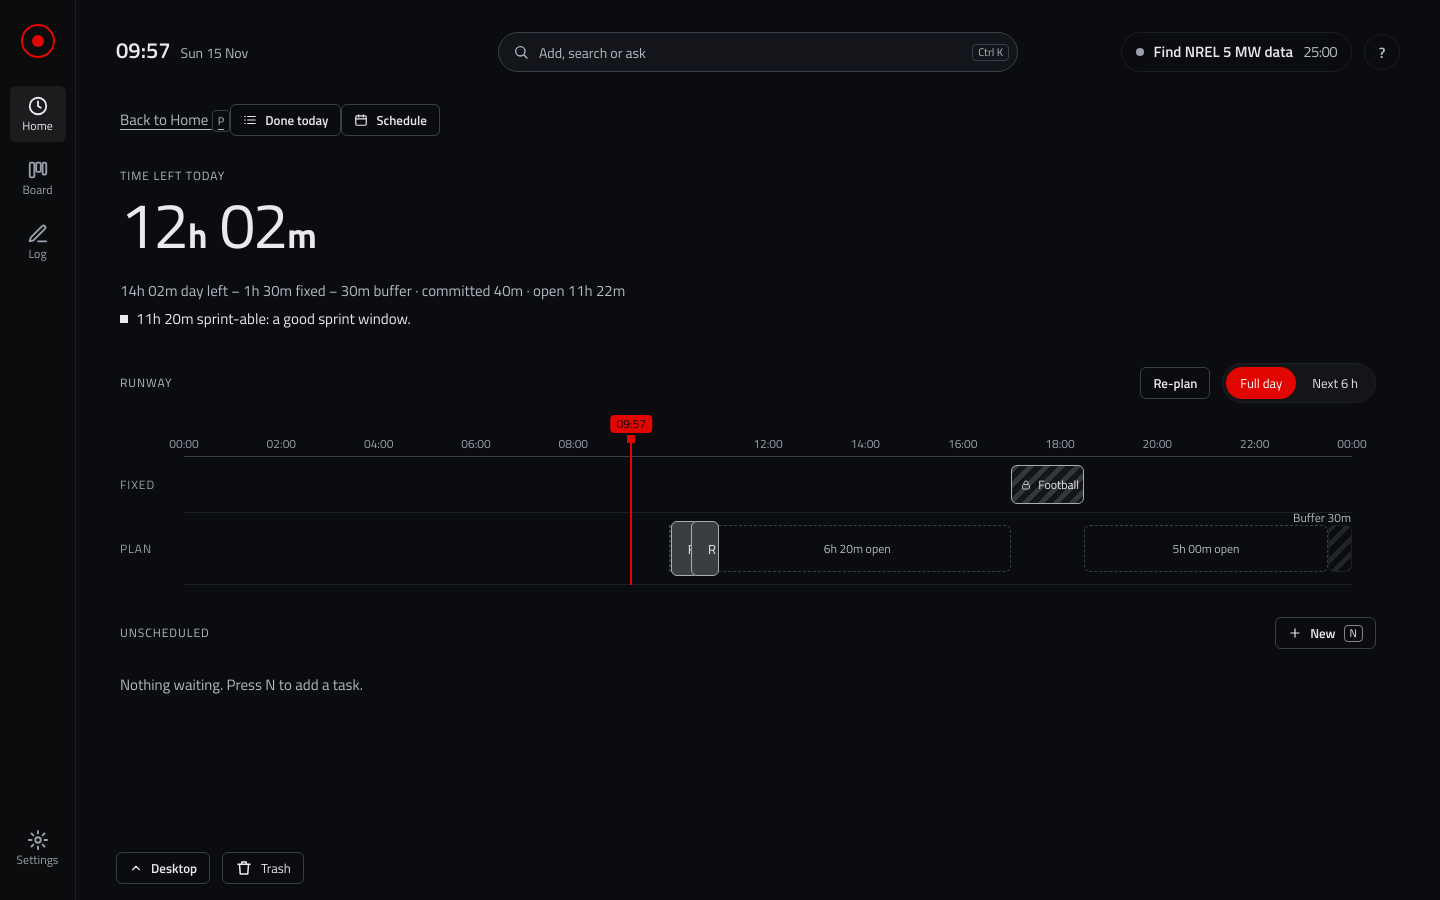 09:57 Sun 15 Nov
Add, search or ask Ctrl K
Find NREL 5 MW data 25:00 ?
Home
Board
Log
Settings
Back to Home P Done today Schedule
TIME LEFT TODAY
12h 02m
14h 02m day left – 1h 30m fixed – 30m buffer · committed 40m · open 11h 22m
11h 20m sprint-able: a good sprint window.
RUNWAY Re-plan Full day Next 6 h
09:57
00:00 02:00 04:00 06:00 08:00 12:00 14:00 16:00 18:00 20:00 22:00 00:00
FIXED Football
Buffer 30m
PLAN R 6h 20m open 5h 00m open
UNSCHEDULED New N
Nothing waiting. Press N to add a task.
Desktop Trash